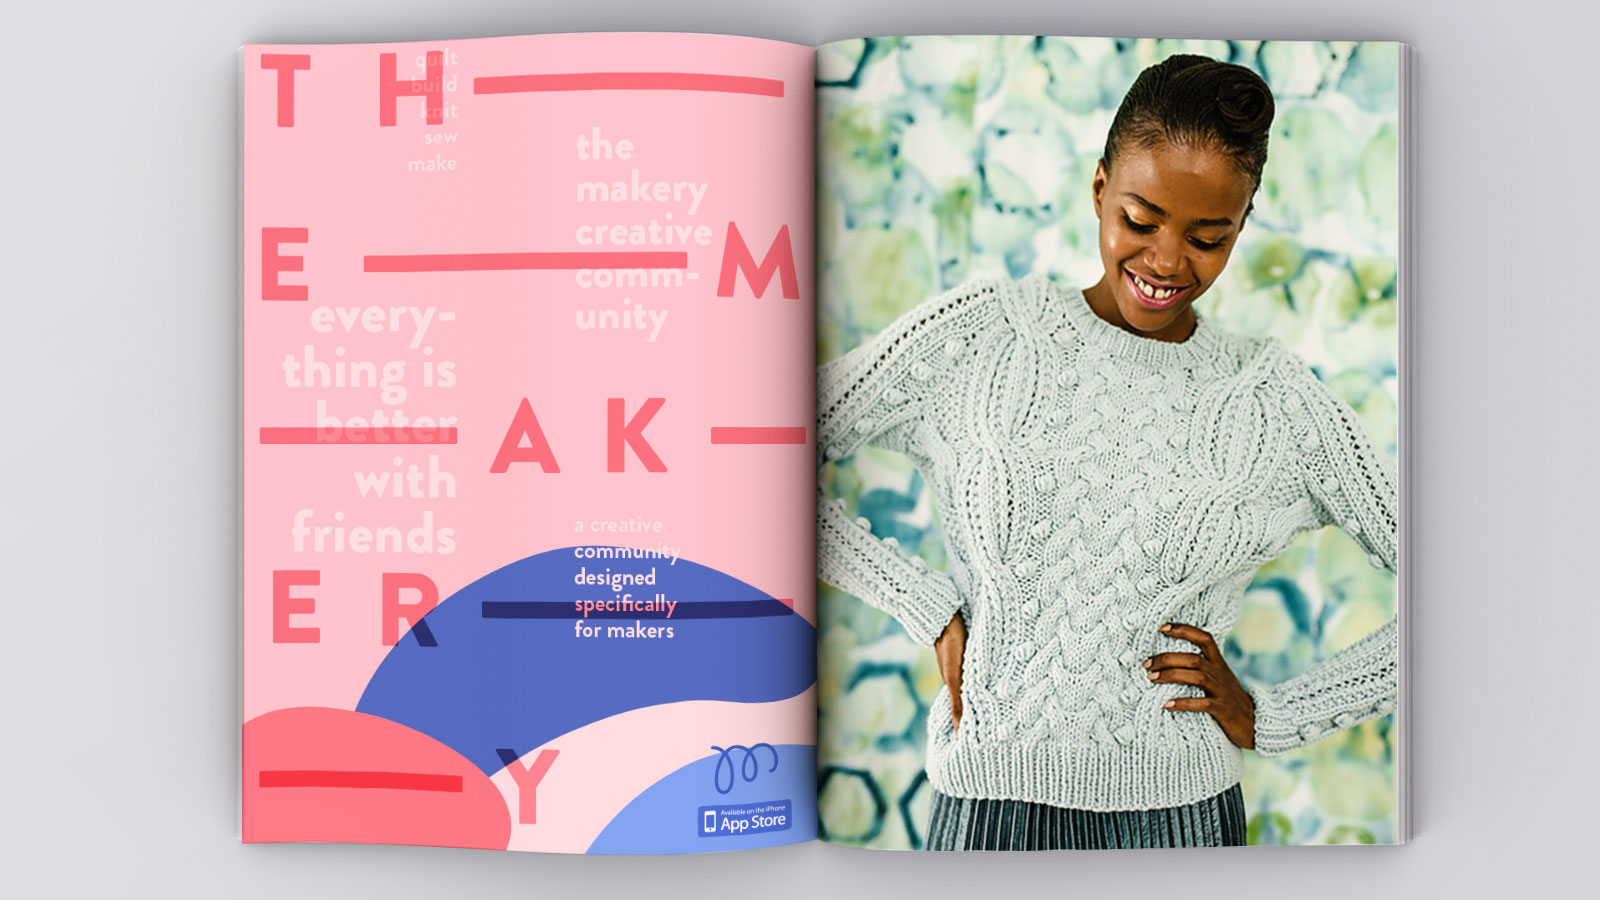 T H
E M
A K
E R
Y
quilt
build
knit
sew
make
the
makery
creative
comm-
unity
every-
thing is
better
with
friends
a creative
community
designed
specifically
for makers
m
Available on the iPhone
App Store